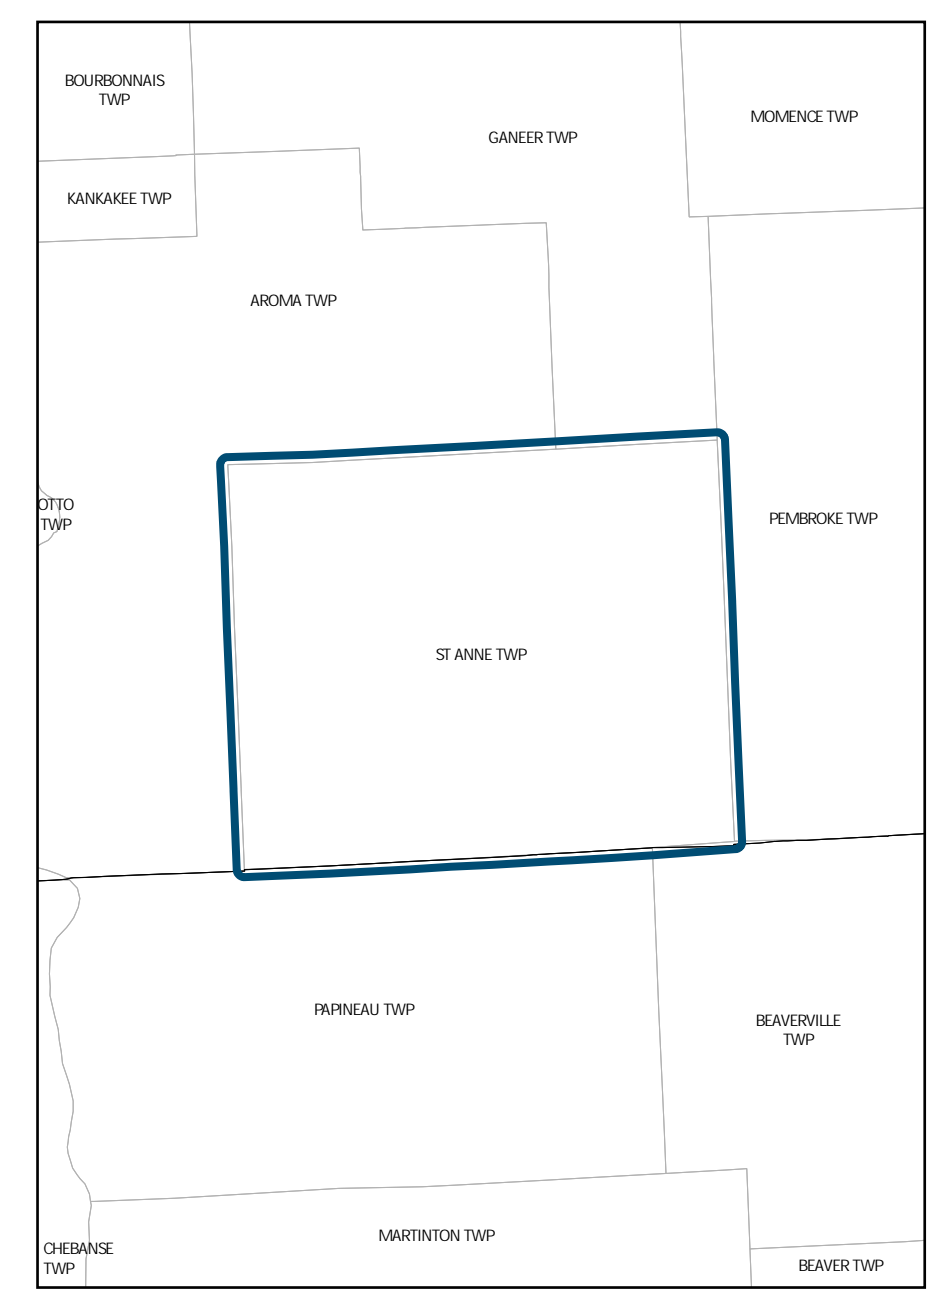 BOURBONNAIS
TWP
MOMENCE TWP
GANEER TWP
KANKAKEE TWP
AROMA TWP
OTTO
TWP
PEMBROKE TWP
ST ANNE TWP
PAPINEAU TWP
BEAVERVILLE
TWP
MARTINTON TWP
CHEBANSE
TWP
BEAVER TWP